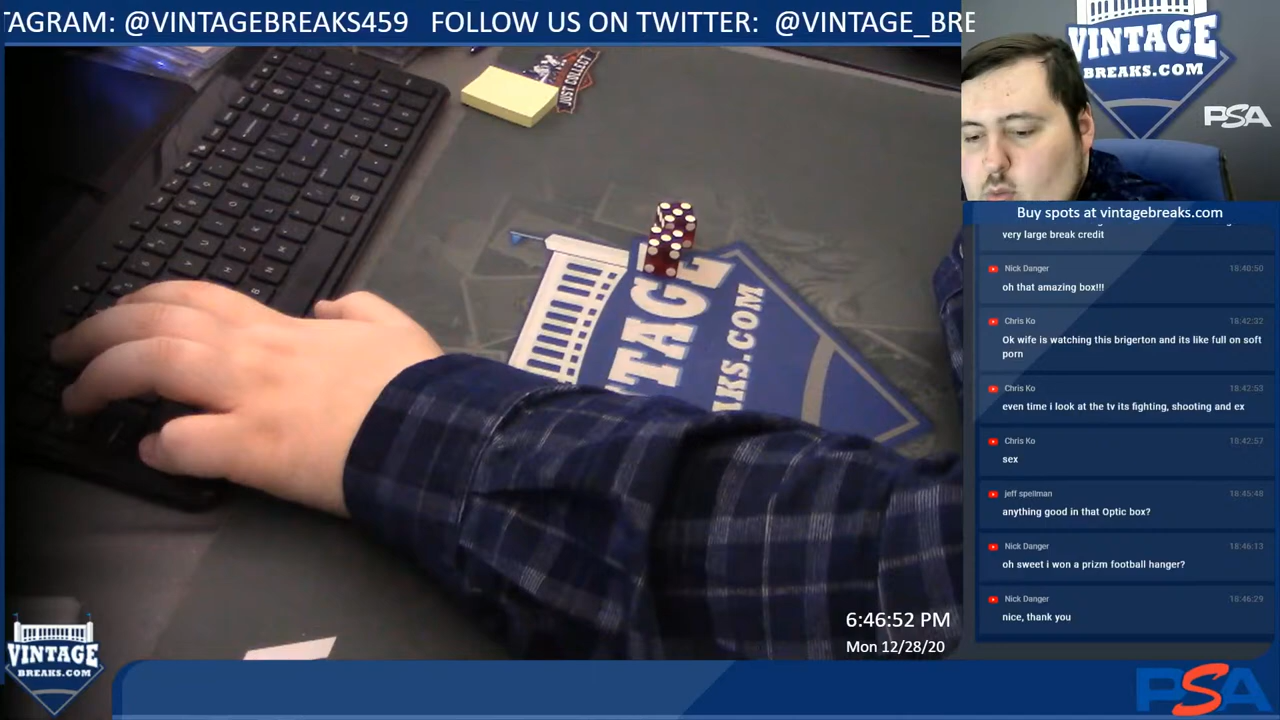 TAGRAM: @VINTAGEBREAKS459 FOLLOW US ON TWITTER: @VINTAGE_BRE
VINTAGE
BREAKS.COM
PSA
JUST COLLECT
Buy spots at vintagebreaks.com
very large break credit
Nick Danger 18:40:50
oh that amazing box!!!
Chris Ko 18:42:32
Ok wife is watching this brigerton and its like full on soft
porn
Chris Ko 18:42:53
even time i look at the tv its fighting, shooting and ex
Chris Ko 18:42:57
sex
jeff spellman 18:45:48
anything good in that Optic box?
Nick Danger 18:46:13
oh sweet i won a prizm football hanger?
Nick Danger 18:46:29
nice, thank you
TAGE
AKS.COM
6:46:52 PM
Mon 12/28/20
VINTAGE
BREAKS.COM
PSA